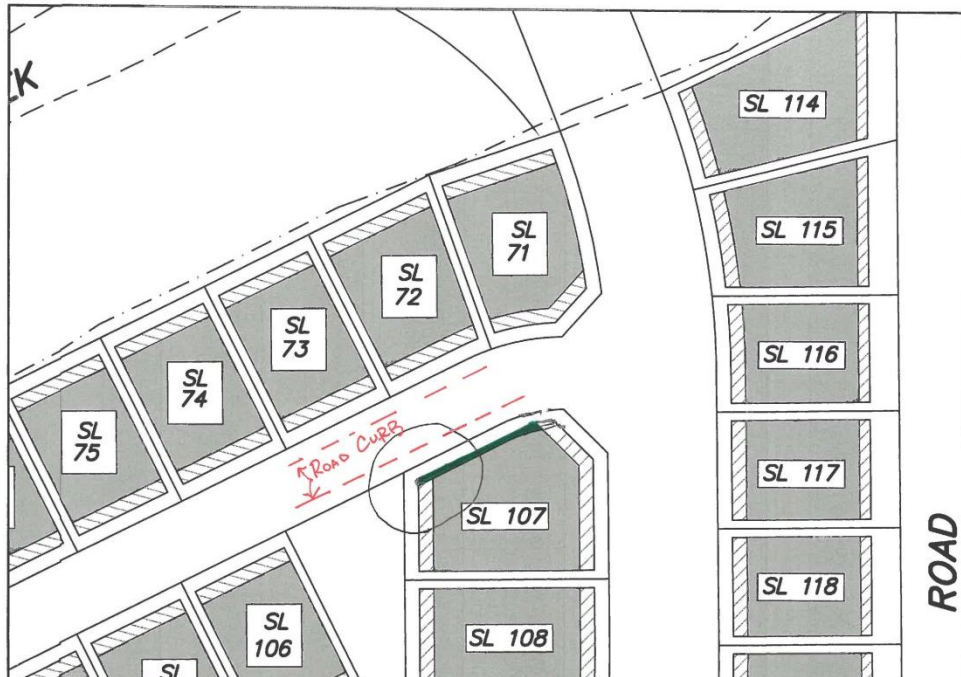 SL 114
SL 115
SL
71
SL
72
SL
73
SL 116
SL
74
SL
75
ROAD CURB
SL 117
SL 107
SL 118
ROAD
SL
106
SL 108
SL